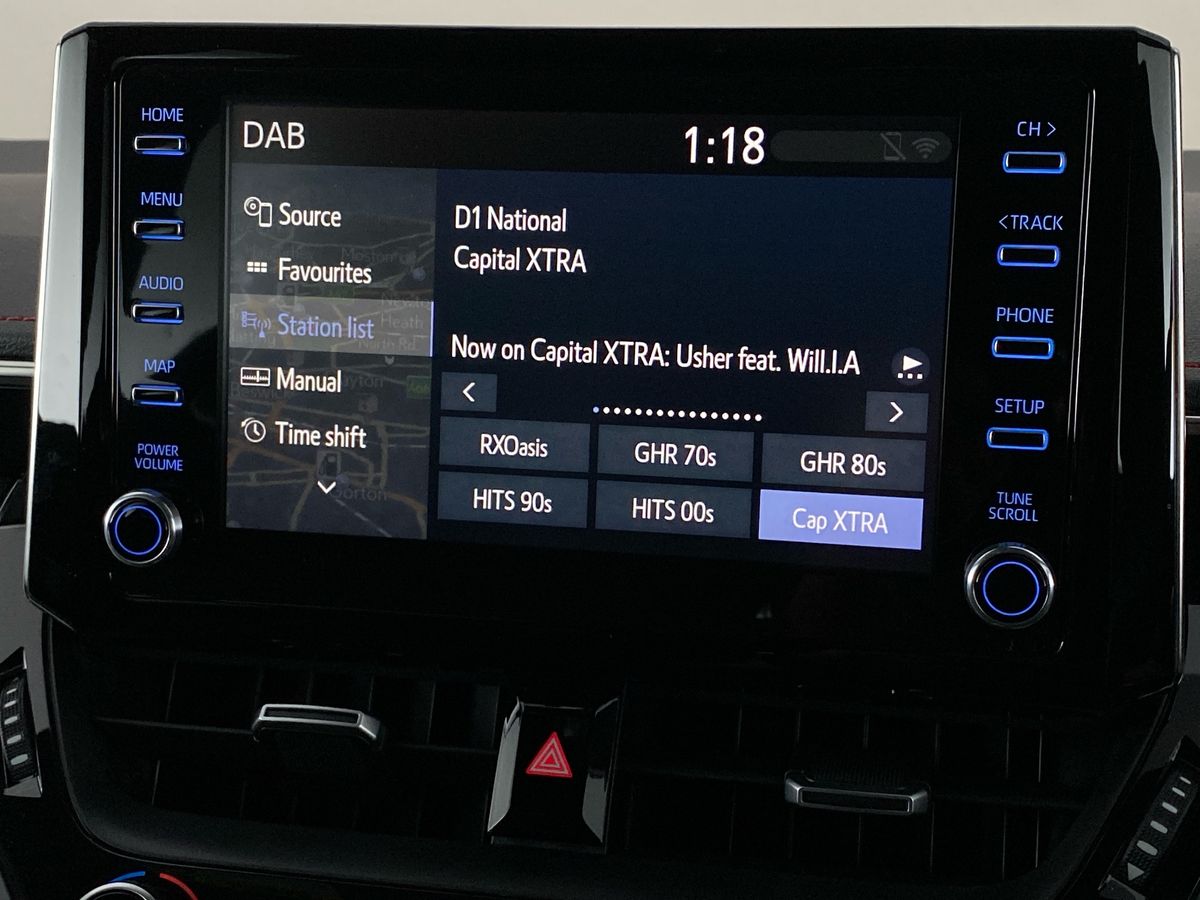 HOME
MENU
AUDIO
MAP
POWER
VOLUME
DAB
1:18
Source
Favourites
Station list
Manual
Time shift
D1 National
Capital XTRA
Now on Capital XTRA: Usher feat. Will.I.A
RXOasis
GHR 70s
GHR 80s
HITS 90s
HITS 00s
Cap XTRA
CH >
<TRACK
PHONE
SETUP
TUNE
SCROLL
Heath
Gorton